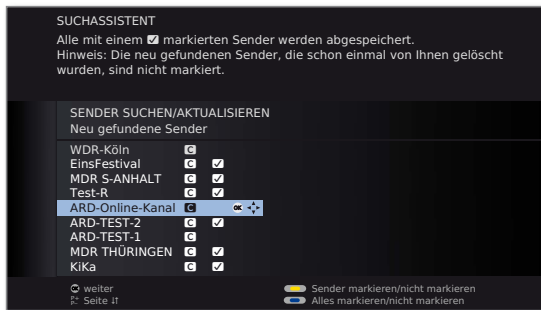 SUCHASSISTENT
Alle mit einem ☑ markierten Sender werden abgespeichert.
Hinweis: Die neu gefundenen Sender, die schon einmal von Ihnen gelöscht
wurden, sind nicht markiert.
SENDER SUCHEN/AKTUALISIEREN
Neu gefundene Sender
WDR-Köln C
EinsFestival C ☑
MDR S-ANHALT C ☑
Test-R C ☑
ARD-Online-Kanal C OK
ARD-TEST-2 C ☑
ARD-TEST-1 C
MDR THÜRINGEN C ☑
KiKa C ☑
OK weiter
P+ P- Seite ↓↑
Sender markieren/nicht markieren
Alles markieren/nicht markieren